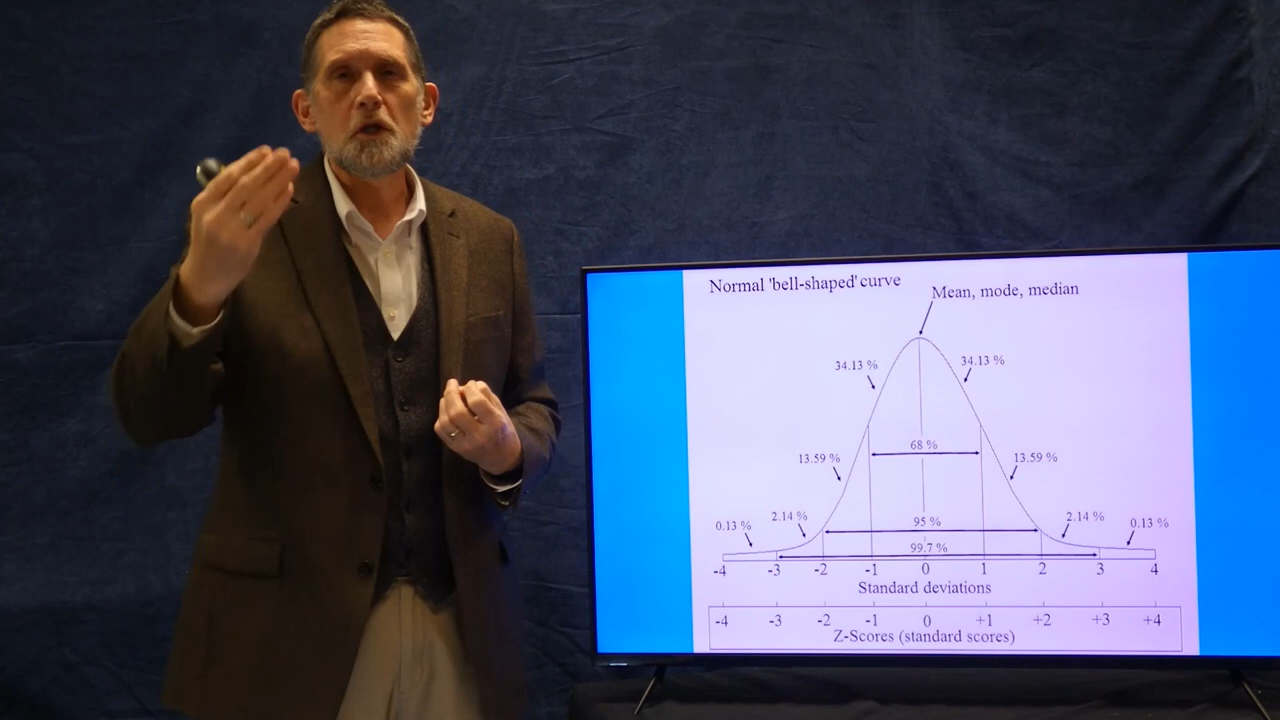 Normal 'bell-shaped' curve
Mean, mode, median
34.13 %
34.13 %
68 %
13.59 %
13.59 %
0.13 %
2.14 %
95 %
2.14 %
0.13 %
99.7 %
-4 -3 -2 -1 0 1 2 3 4
Standard deviations
-4 -3 -2 -1 0 +1 +2 +3 +4
Z-Scores (standard scores)